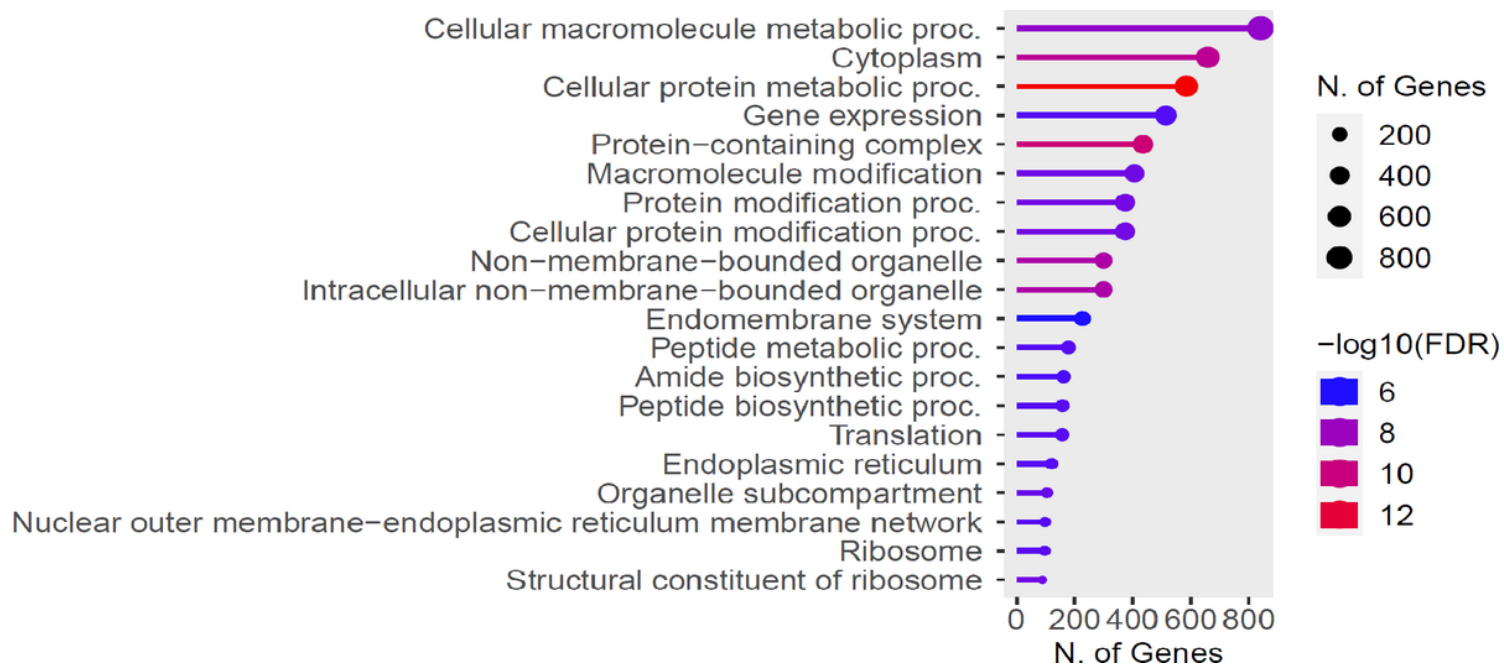 Cellular macromolecule metabolic proc.
Cytoplasm
Cellular protein metabolic proc.
Gene expression
Protein−containing complex
Macromolecule modification
Protein modification proc.
Cellular protein modification proc.
Non−membrane−bounded organelle
Intracellular non−membrane−bounded organelle
Endomembrane system
Peptide metabolic proc.
Amide biosynthetic proc.
Peptide biosynthetic proc.
Translation
Endoplasmic reticulum
Organelle subcompartment
Nuclear outer membrane−endoplasmic reticulum membrane network
Ribosome
Structural constituent of ribosome
0 200 400 600 800
N. of Genes
N. of Genes
200
400
600
800
−log10(FDR)
6
8
10
12